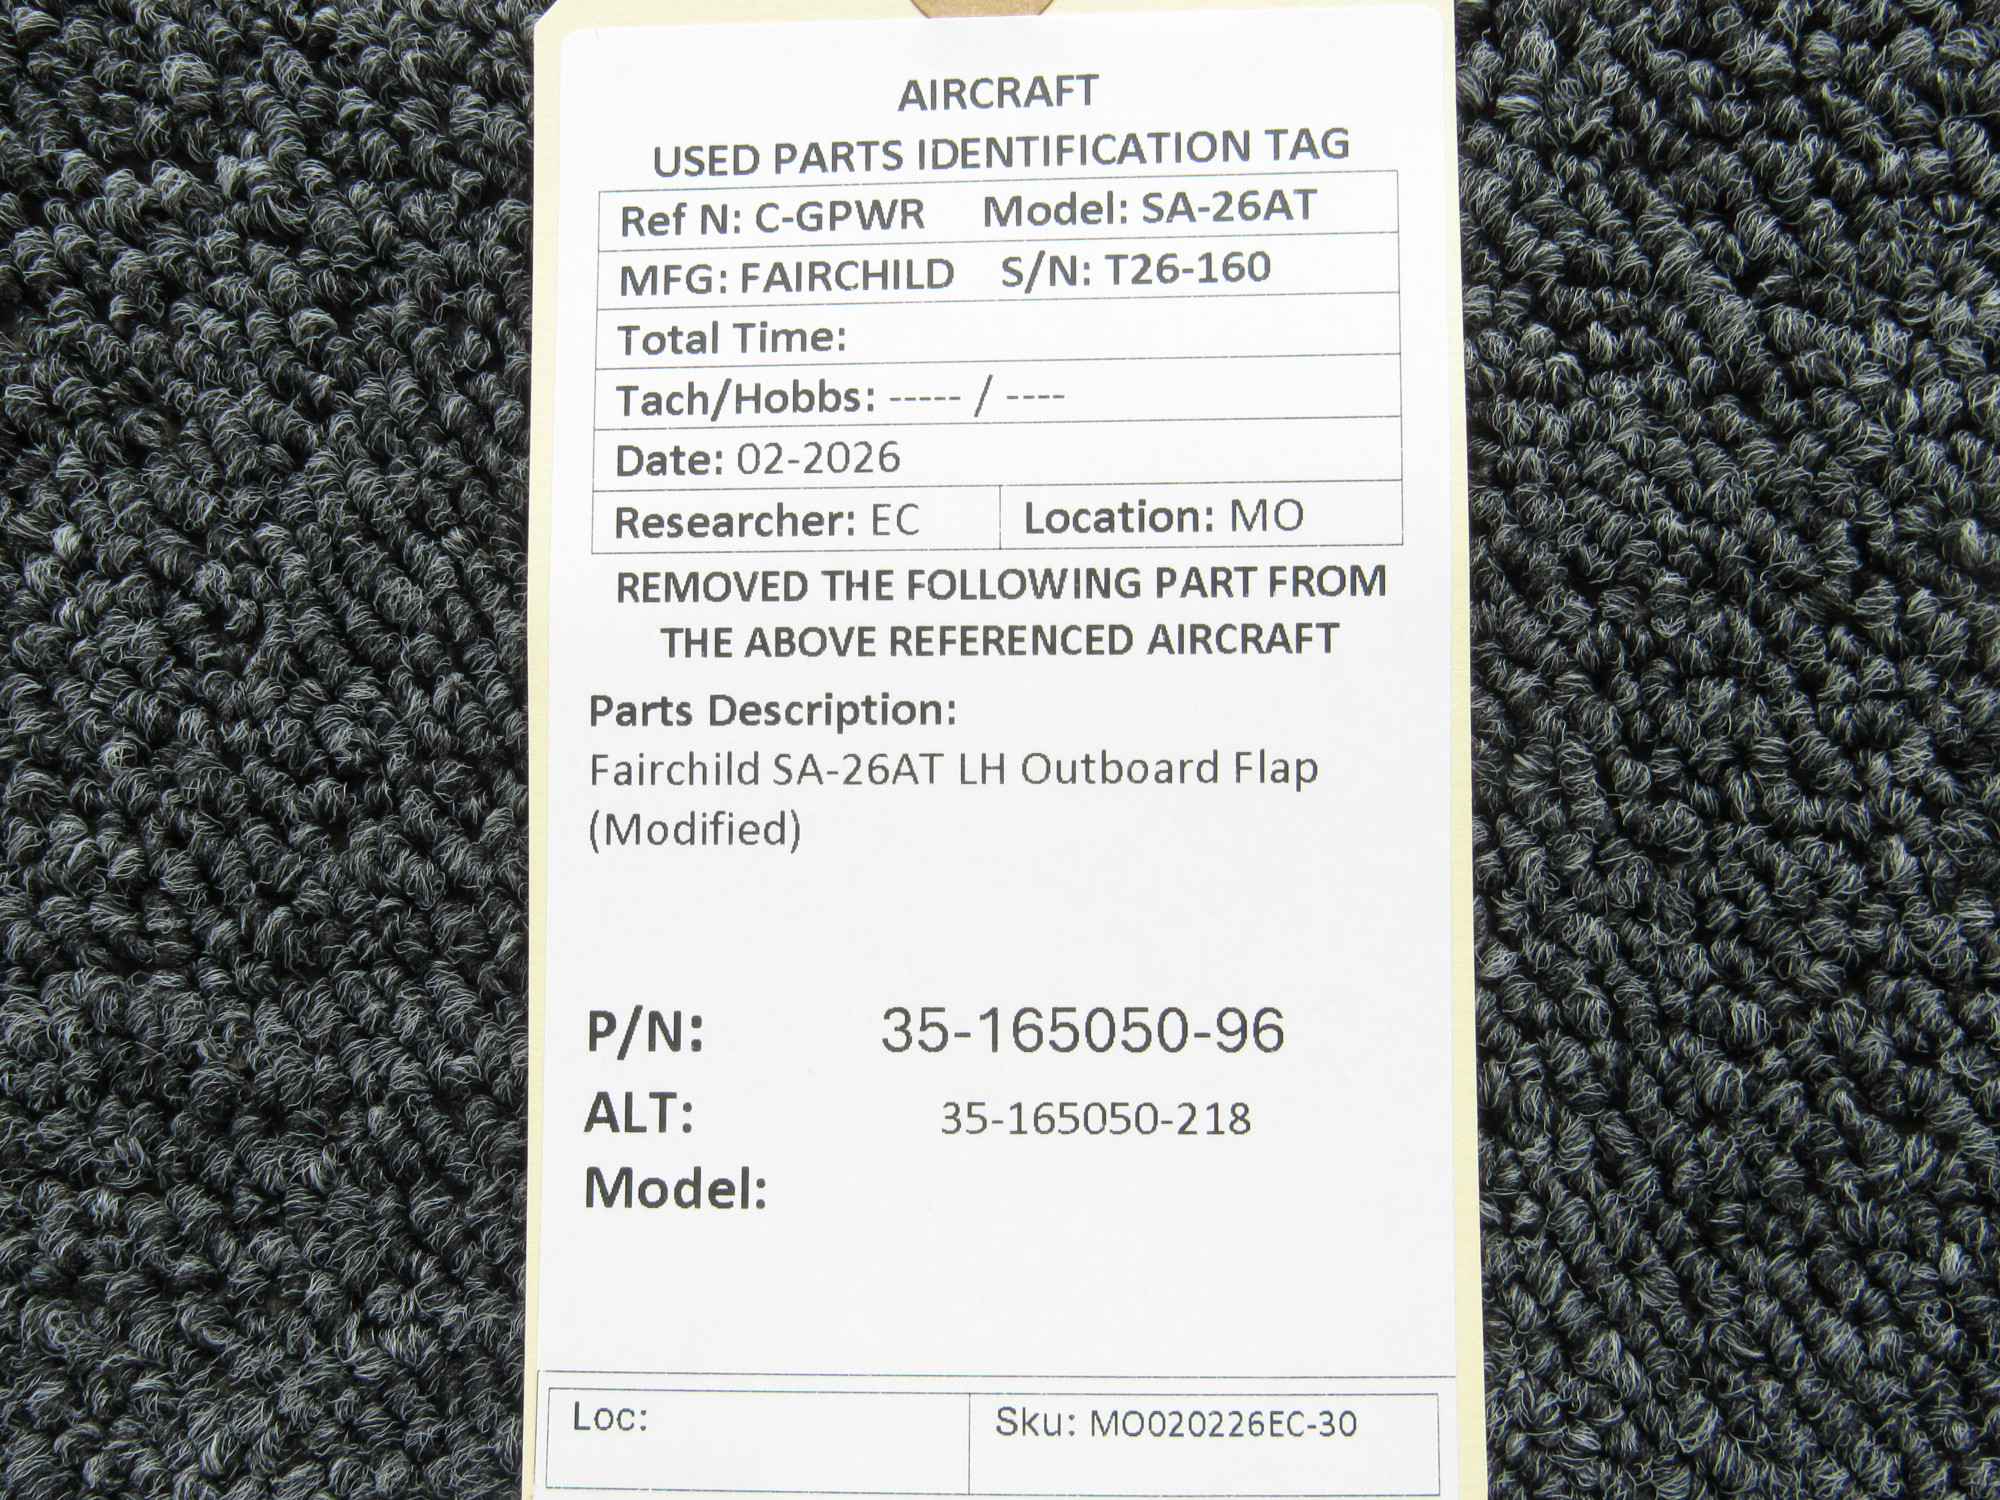 AIRCRAFT
USED PARTS IDENTIFICATION TAG
Ref N: C-GPWR Model: SA-26AT
MFG: FAIRCHILD S/N: T26-160
Total Time:
Tach/Hobbs: ----- / ----
Date: 02-2026
Researcher: EC Location: MO
REMOVED THE FOLLOWING PART FROM
THE ABOVE REFERENCED AIRCRAFT
Parts Description:
Fairchild SA-26AT LH Outboard Flap
(Modified)
P/N: 35-165050-96
ALT: 35-165050-218
Model:
Loc: Sku: MO020226EC-30